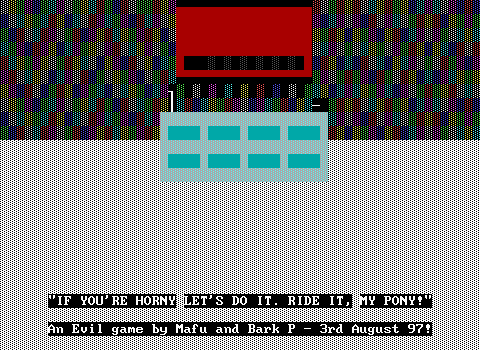 "IF YOU'RE HORNY LET'S DO IT. RIDE IT, MY PONY!"
An Evil game by Mafu and Bark P - 3rd August 97!